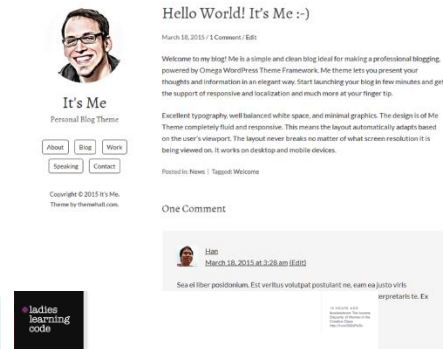 Hello World! It's Me :-)
March 18, 2015 / 1 Comment / Edit
Welcome to my blog! Me is a simple and clean blog ideal for making a professional blogging,
powered by Omega WordPress Theme Framework. Me theme lets you present your
thoughts and information in an elegant way. Start launching your blog in few minutes and get
the support of responsive and localization and much more at your finger tip.
Excellent typography, well balanced white space, and minimal graphics. The design is of Me
Theme completely fluid and responsive. This means the layout automatically adapts based
on the user's viewport. The layout never breaks no matter of what screen resolution it is
being viewed on. It works on desktop and mobile devices.
Posted in: News | Tagged: Welcome
It's Me
Personal Blog Theme
About Blog Work
Speaking Contact
Copyright © 2015 It's Me.
Theme by themehall.com.
One Comment
Han
March 18, 2015 at 3:28 am (Edit)
Sea ei liber posidonium. Est veritus volutpat postulant ne, eam ea justo viris
erpretaris te. Ex
ladies
learning
code